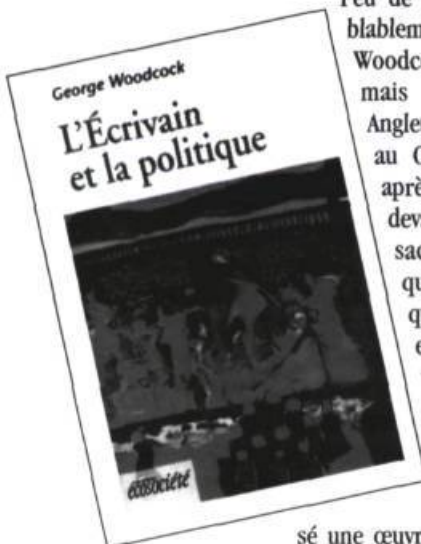 George Woodcock
L'Écrivain
et la politique
écosociété
Peu de
blablem
Woodco
mais
Angle
au C
aprè
dev
sac
qu
q
e
sé une œuvr